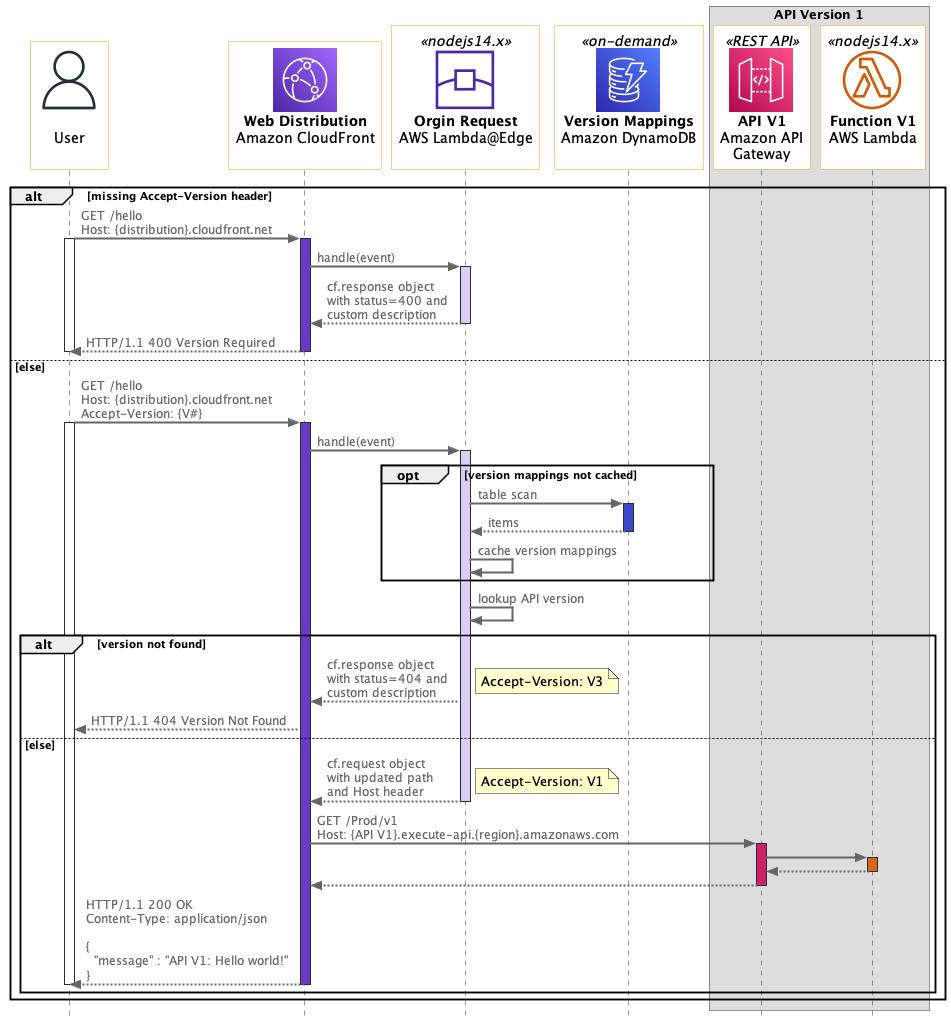 API Version 1
«nodejs14.x»
«on-demand»
«REST API»
«nodejs14.x»
User
Web Distribution
Amazon CloudFront
Orgin Request
AWS Lambda@Edge
Version Mappings
Amazon DynamoDB
API V1
Amazon API
Gateway
Function V1
AWS Lambda
alt
[missing Accept-Version header]
GET /hello
Host: {distribution}.cloudfront.net
handle(event)
cf.response object
with status=400 and
custom description
HTTP/1.1 400 Version Required
[else]
GET /hello
Host: {distribution}.cloudfront.net
Accept-Version: {V#}
handle(event)
opt
[version mappings not cached]
table scan
items
cache version mappings
lookup API version
alt
[version not found]
cf.response object
with status=404 and
custom description
Accept-Version: V3
HTTP/1.1 404 Version Not Found
[else]
cf.request object
with updated path
and Host header
Accept-Version: V1
GET /Prod/v1
Host: {API V1}.execute-api.{region}.amazonaws.com
HTTP/1.1 200 OK
Content-Type: application/json
{
"message" : "API V1: Hello world!"
}